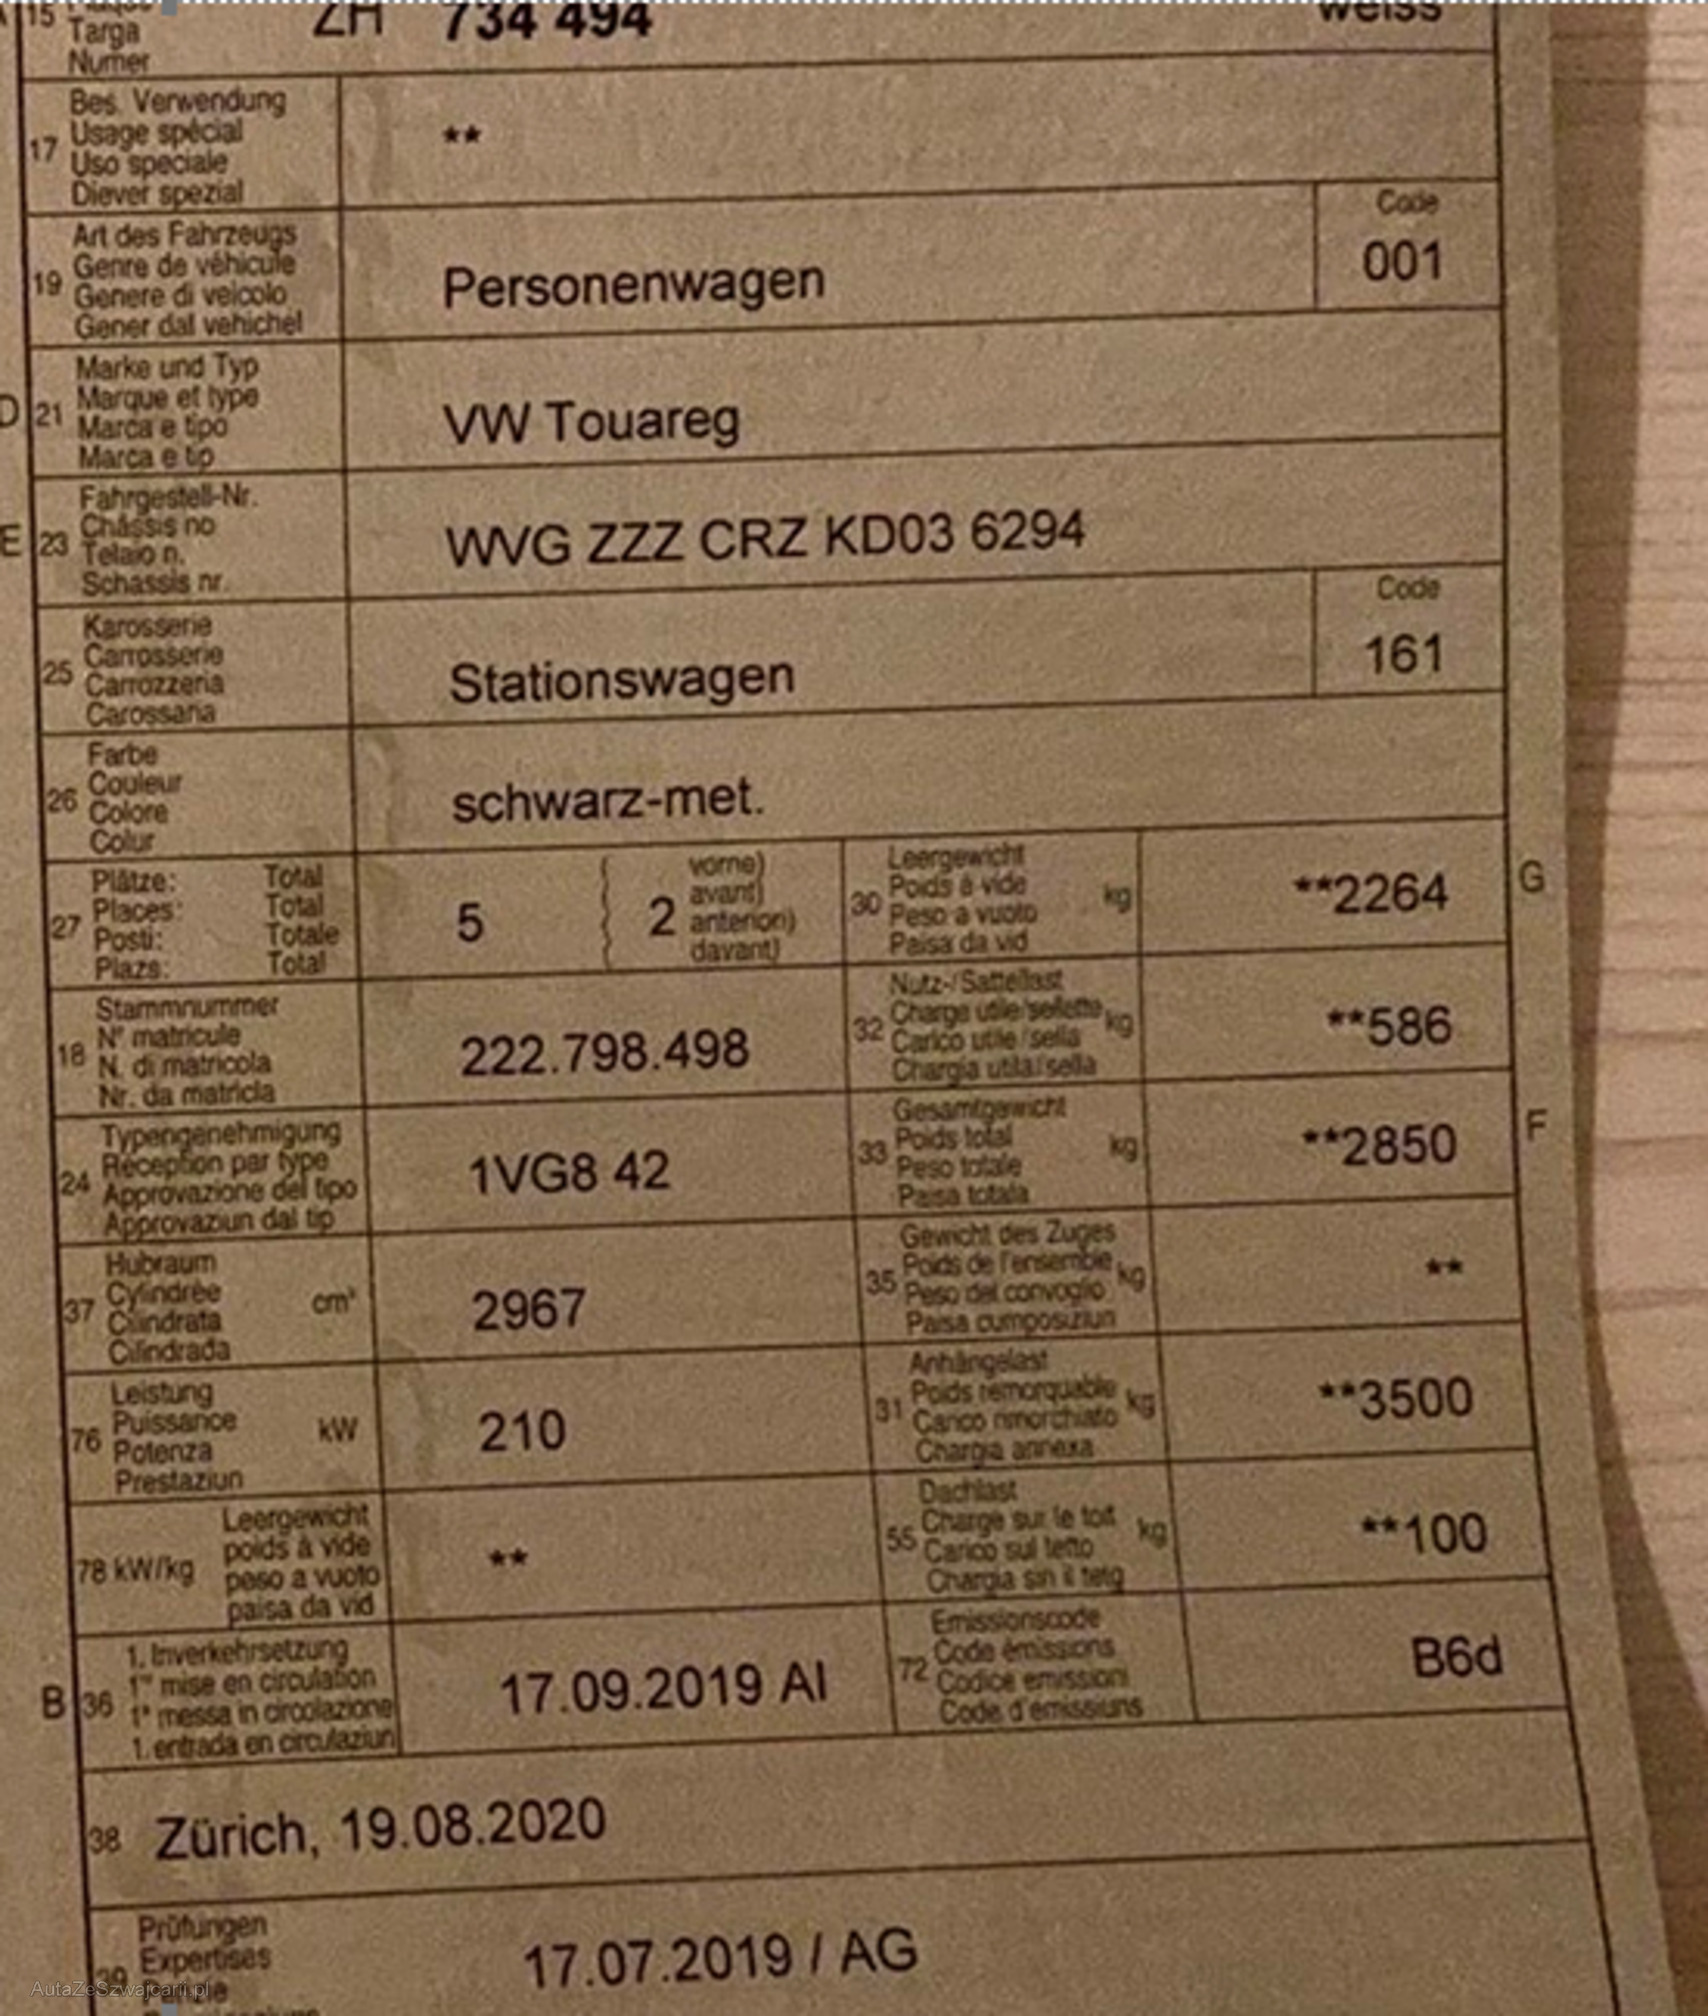 15
Targa
Numer
ZH 734 494
weiss
17
Bes. Verwendung
Usage spécial
Uso speciale
Diever spezial
**
19
Art des Fahrzeugs
Genre de véhicule
Genere di veicolo
Gener dal vehichel
Personenwagen
Code
001
D 21
Marke und Typ
Marque et type
Marca e tipo
Marca e tip
VW Touareg
E 23
Fahrgestell-Nr.
Châssis no
Telaio n.
Schassis nr.
WVG ZZZ CRZ KD03 6294
25
Karosserie
Carrosserie
Carrozzeria
Carossaria
Stationswagen
Code
161
26
Farbe
Couleur
Colore
Colur
schwarz-met.
27
Plätze: Total
Places: Total
Posti: Totale
Plazs: Total
5
2
vorne)
avant)
anteriori)
davant)
30
Leergewicht
Poids à vide
Peso a vuoto
Paisa da vid
kg
**2264
G
18
Stammnummer
N° matricule
N. di matricola
Nr. da matricla
222.798.498
32
Nutz-/Sattellast
Charge utile/sellette
Carico utile/sella
Chargia utila/sella
kg
**586
24
Typengenehmigung
Réception par type
Approvazione del tipo
Approvaziun dal tip
1VG8 42
33
Gesamtgewicht
Poids total
Peso totale
Paisa totala
kg
**2850
F
37
Hubraum
Cylindrée
Cilindrata
Cilindrada
cm³
2967
35
Gewicht des Zuges
Poids de l'ensemble
Peso del convoglio
Paisa cumposiziun
kg
**
76
Leistung
Puissance
Potenza
Prestaziun
kW
210
31
Anhängelast
Poids remorquable
Carico rimorchiato
Chargia annexa
kg
**3500
78 kW/kg
Leergewicht
poids à vide
peso a vuoto
paisa da vid
**
55
Dachlast
Charge sur le toit
Carico sul tetto
Chargia sin il tetg
kg
**100
B 36
1. Inverkehrsetzung
1re mise en circulation
1a messa in circolazione
1. entrada en circulaziun
17.09.2019 AI
72
Emissionscode
Code émissions
Codice emissioni
Code d'emissiuns
B6d
38 Zürich, 19.08.2020
39
Prüfungen
Expertises
Perizie
17.07.2019 / AG
AutaZeSzwajcarii.pl